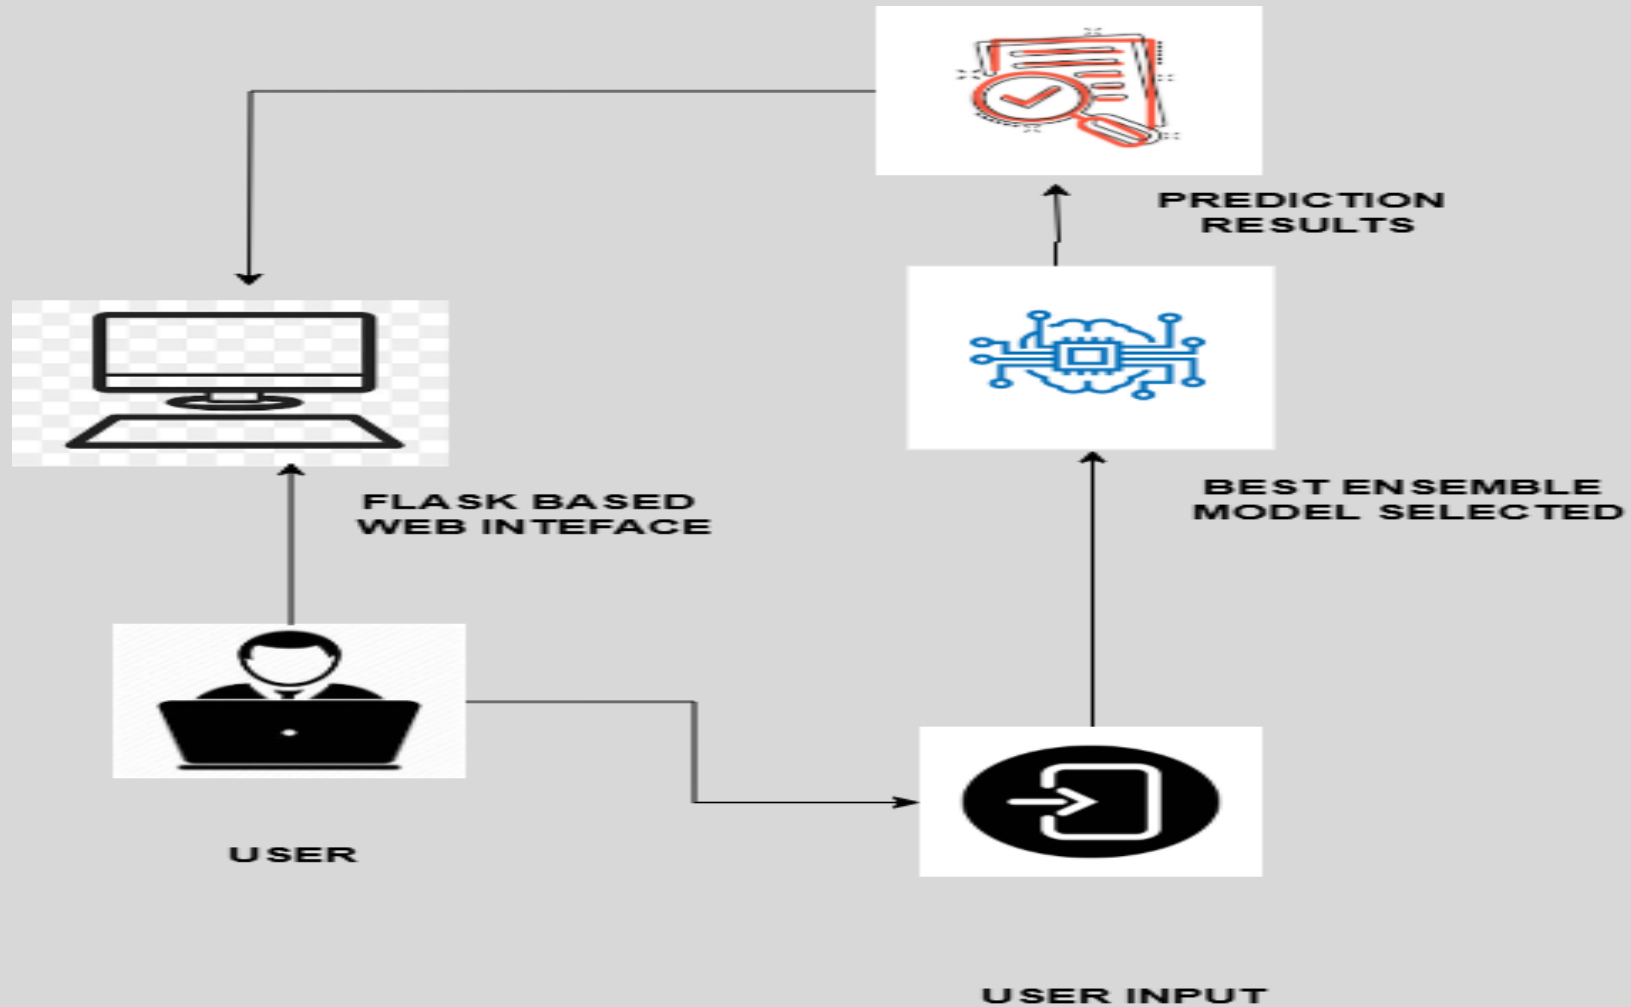 PREDICTION
RESULTS
BEST ENSEMBLE
MODEL SELECTED
FLASK BASED
WEB INTEFACE
USER
USER INPUT